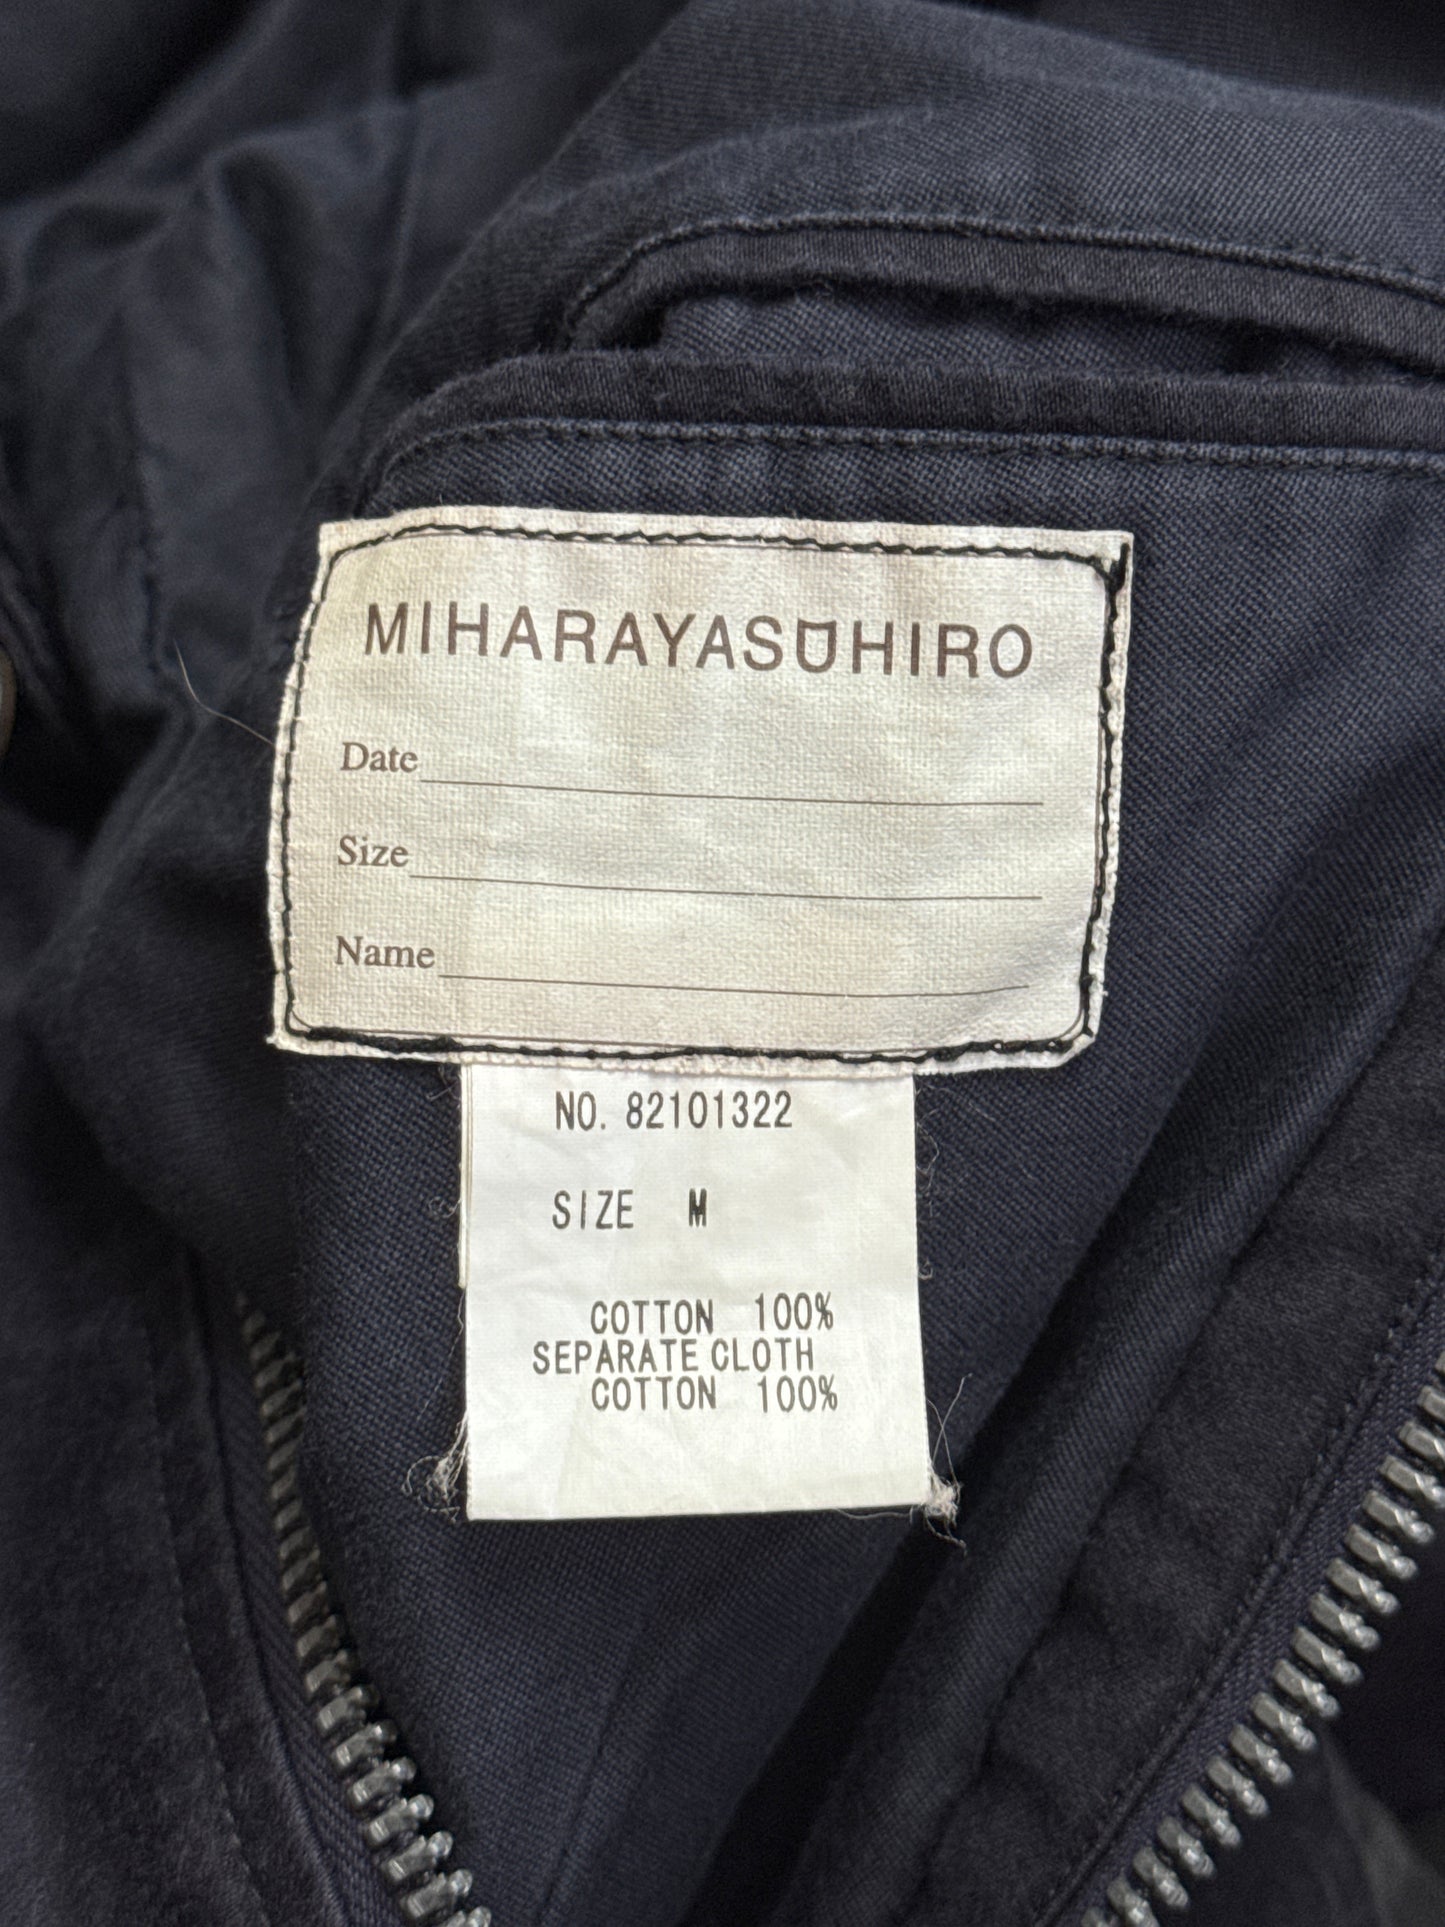 MIHARAYASUHIRO
Date
Size
Name
NO. 82101322
SIZE M
COTTON 100%
SEPARATE CLOTH
COTTON 100%